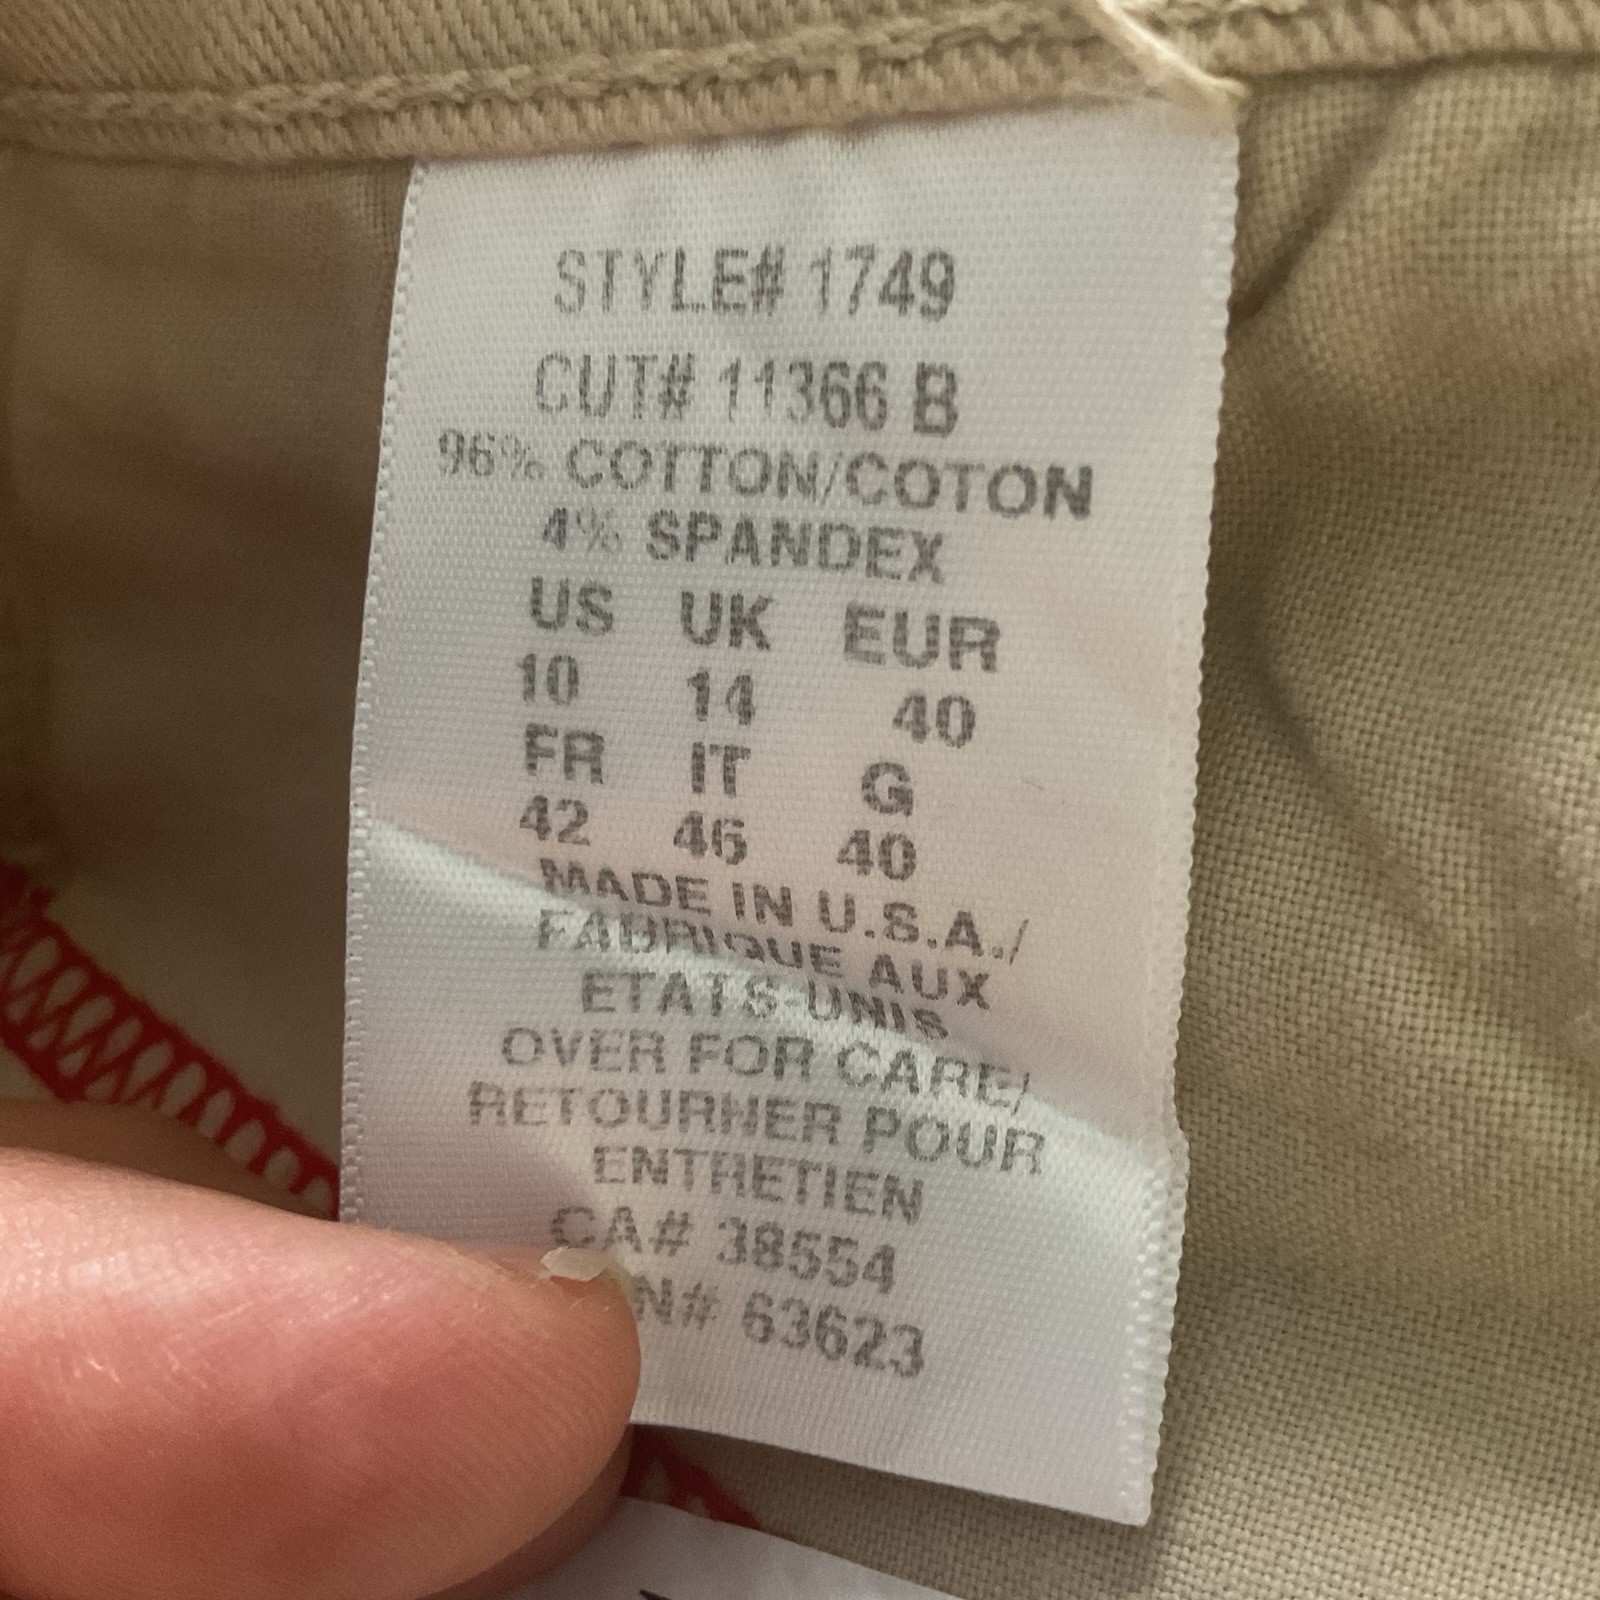 STYLE# 1749
CUT# 11366 B
96% COTTON/COTON
4% SPANDEX
US UK EUR
10 14 40
FR IT G
42 46 40
MADE IN U.S.A./
FABRIQUE AUX
ETATS-UNIS
OVER FOR CARE/
RETOURNER POUR
ENTRETIEN
CA# 38554
N# 63623